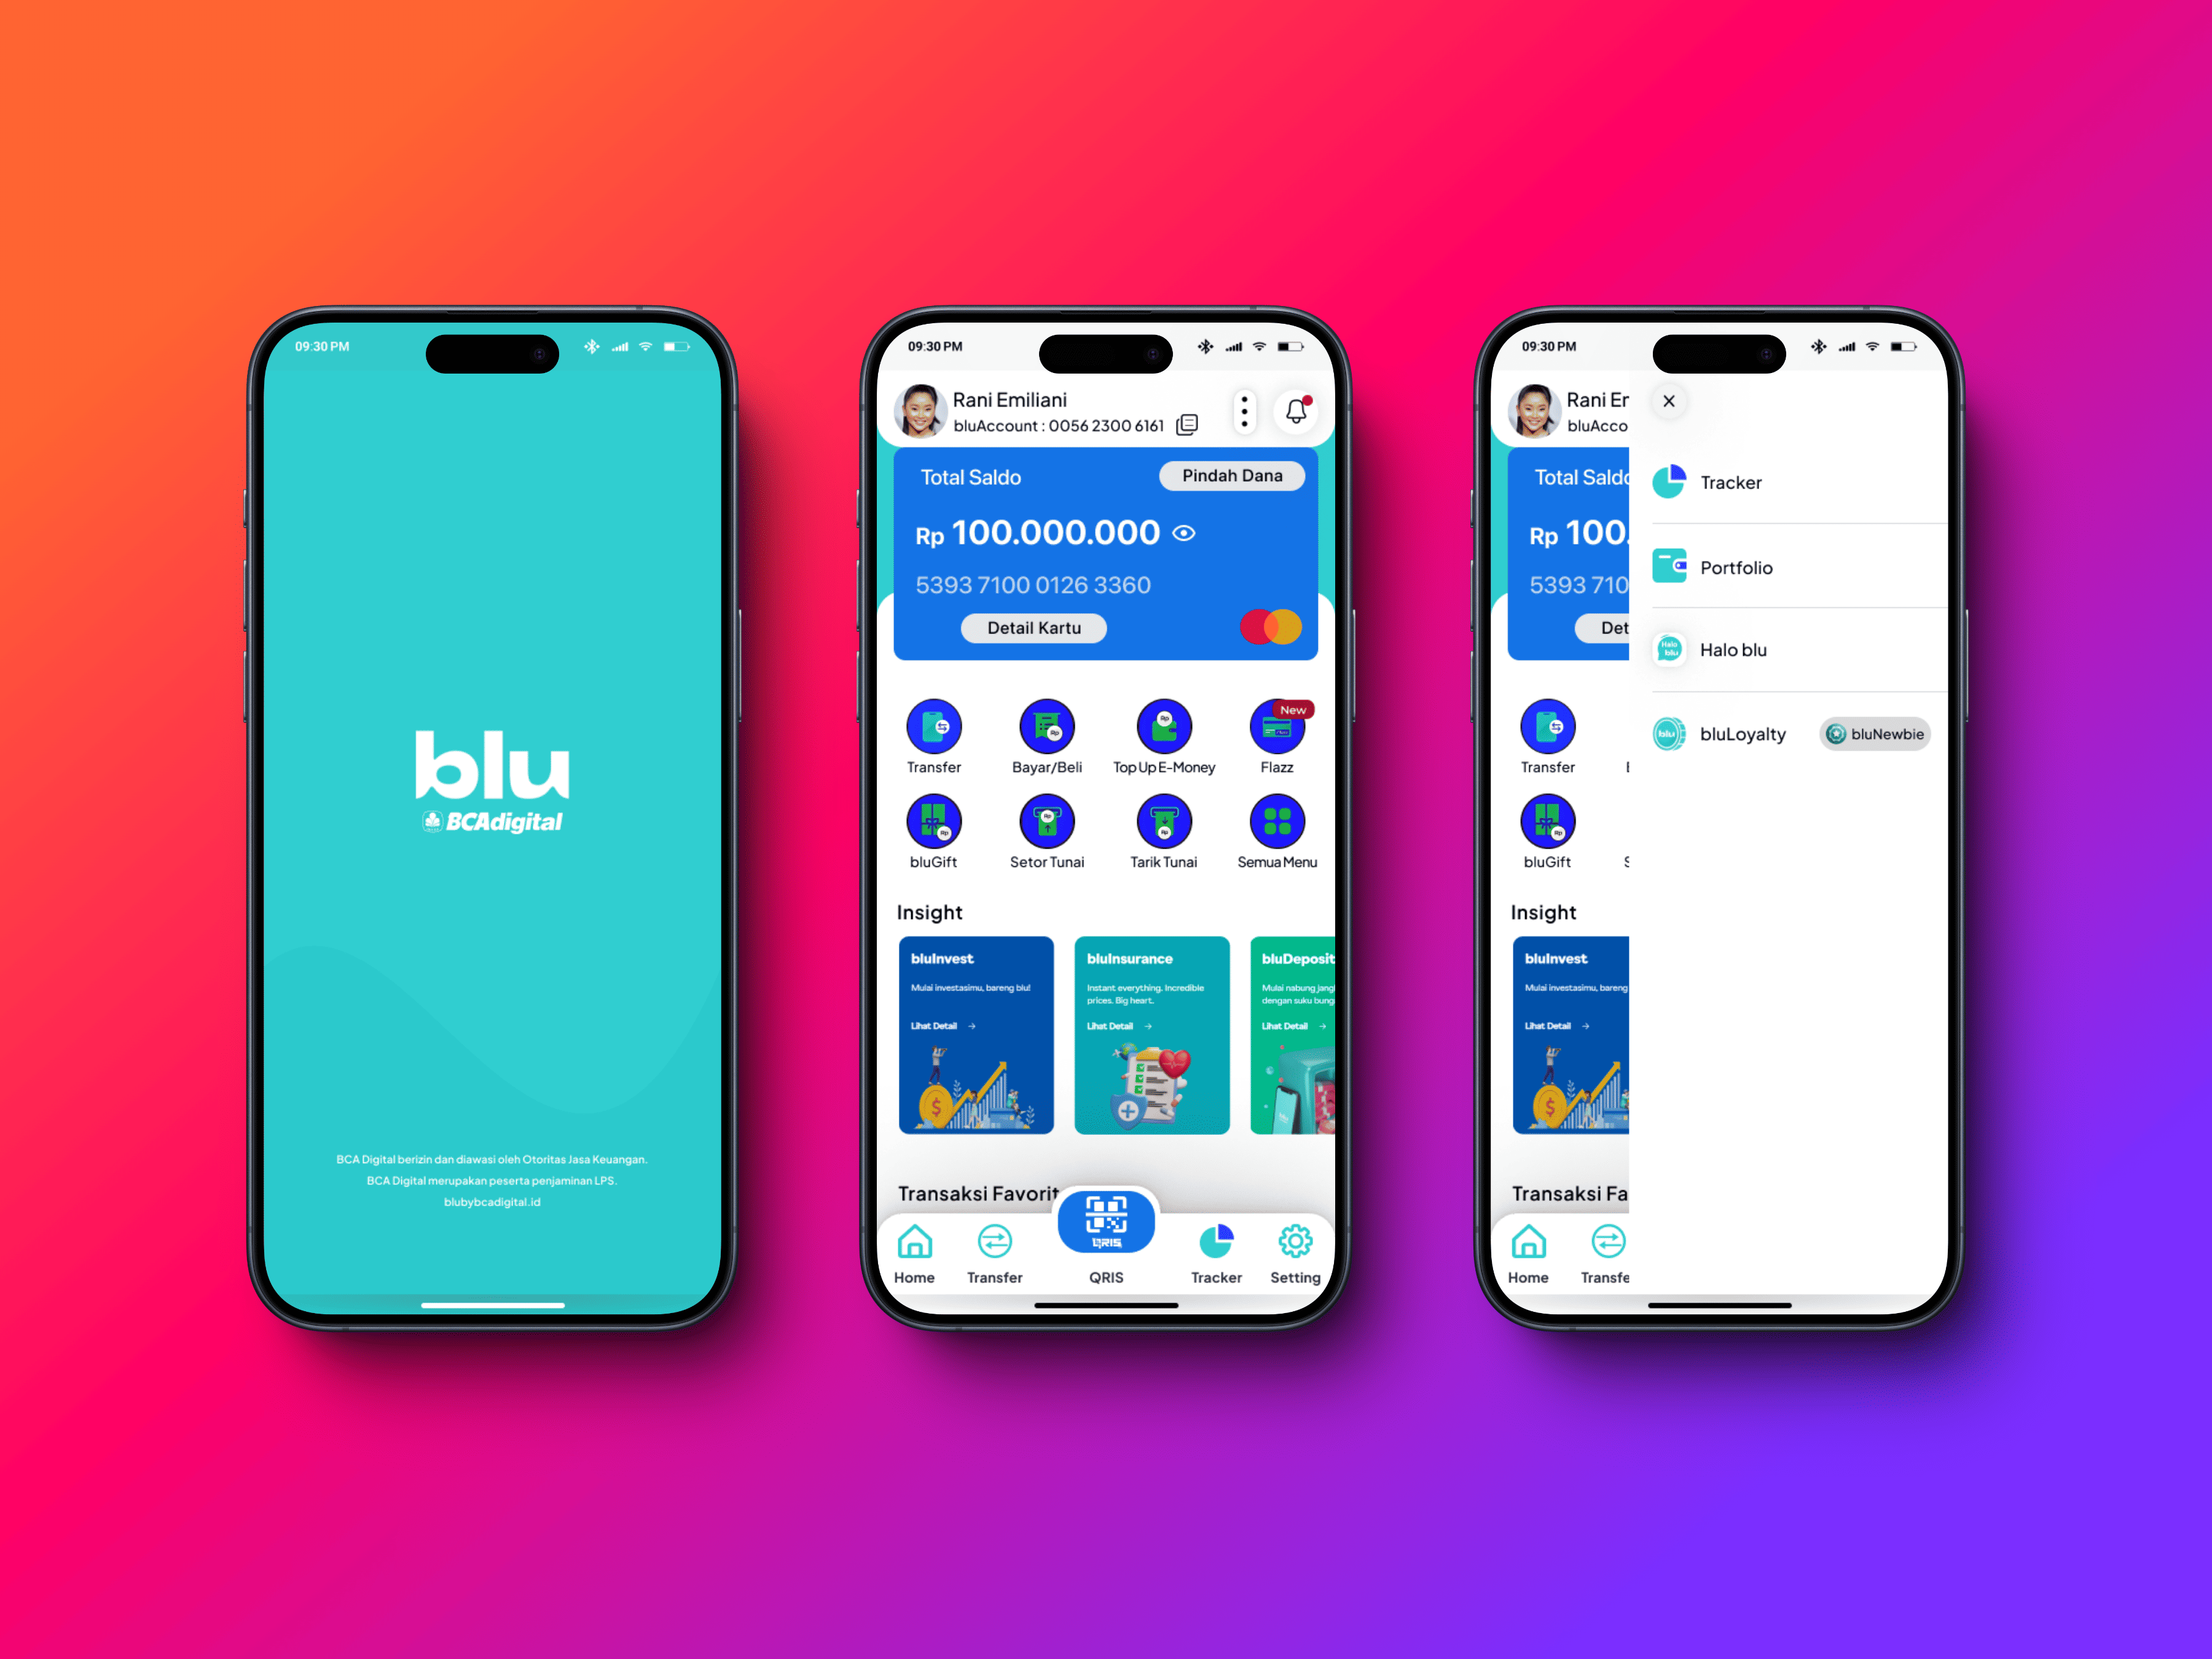 09:30 PM
blu
BCAdigital
BCA Digital berizin dan diawasi oleh Otoritas Jasa Keuangan.
BCA Digital merupakan peserta penjaminan LPS.
blubybcadigital.id
09:30 PM
Rani Emiliani
bluAccount : 0056 2300 6161
Total Saldo
Pindah Dana
Rp 100.000.000
5393 7100 0126 3360
Detail Kartu
New
Transfer
Bayar/Beli
Top Up E-Money
Flazz
bluGift
Setor Tunai
Tarik Tunai
Semua Menu
Insight
bluInvest
Mulai investasimu, bareng blu!
Lihat Detail →
bluInsurance
Instant everything. Incredible
prices. Big heart.
Lihat Detail →
bluDeposit
Mulai nabung jang
dengan suku bung
Lihat Detail →
Transaksi Favorit
QRIS
Home
Transfer
QRIS
Tracker
Setting
09:30 PM
Rani Er
bluAcco
Total Saldo
Rp 100.
5393 710
Det
Transfer
bluGift
S
Insight
bluInvest
Mulai investasimu, bareng
Lihat Detail →
Transaksi Fa
Home
Transfe
Tracker
Portfolio
Halo
blu
Halo blu
blu
bluLoyalty
bluNewbie